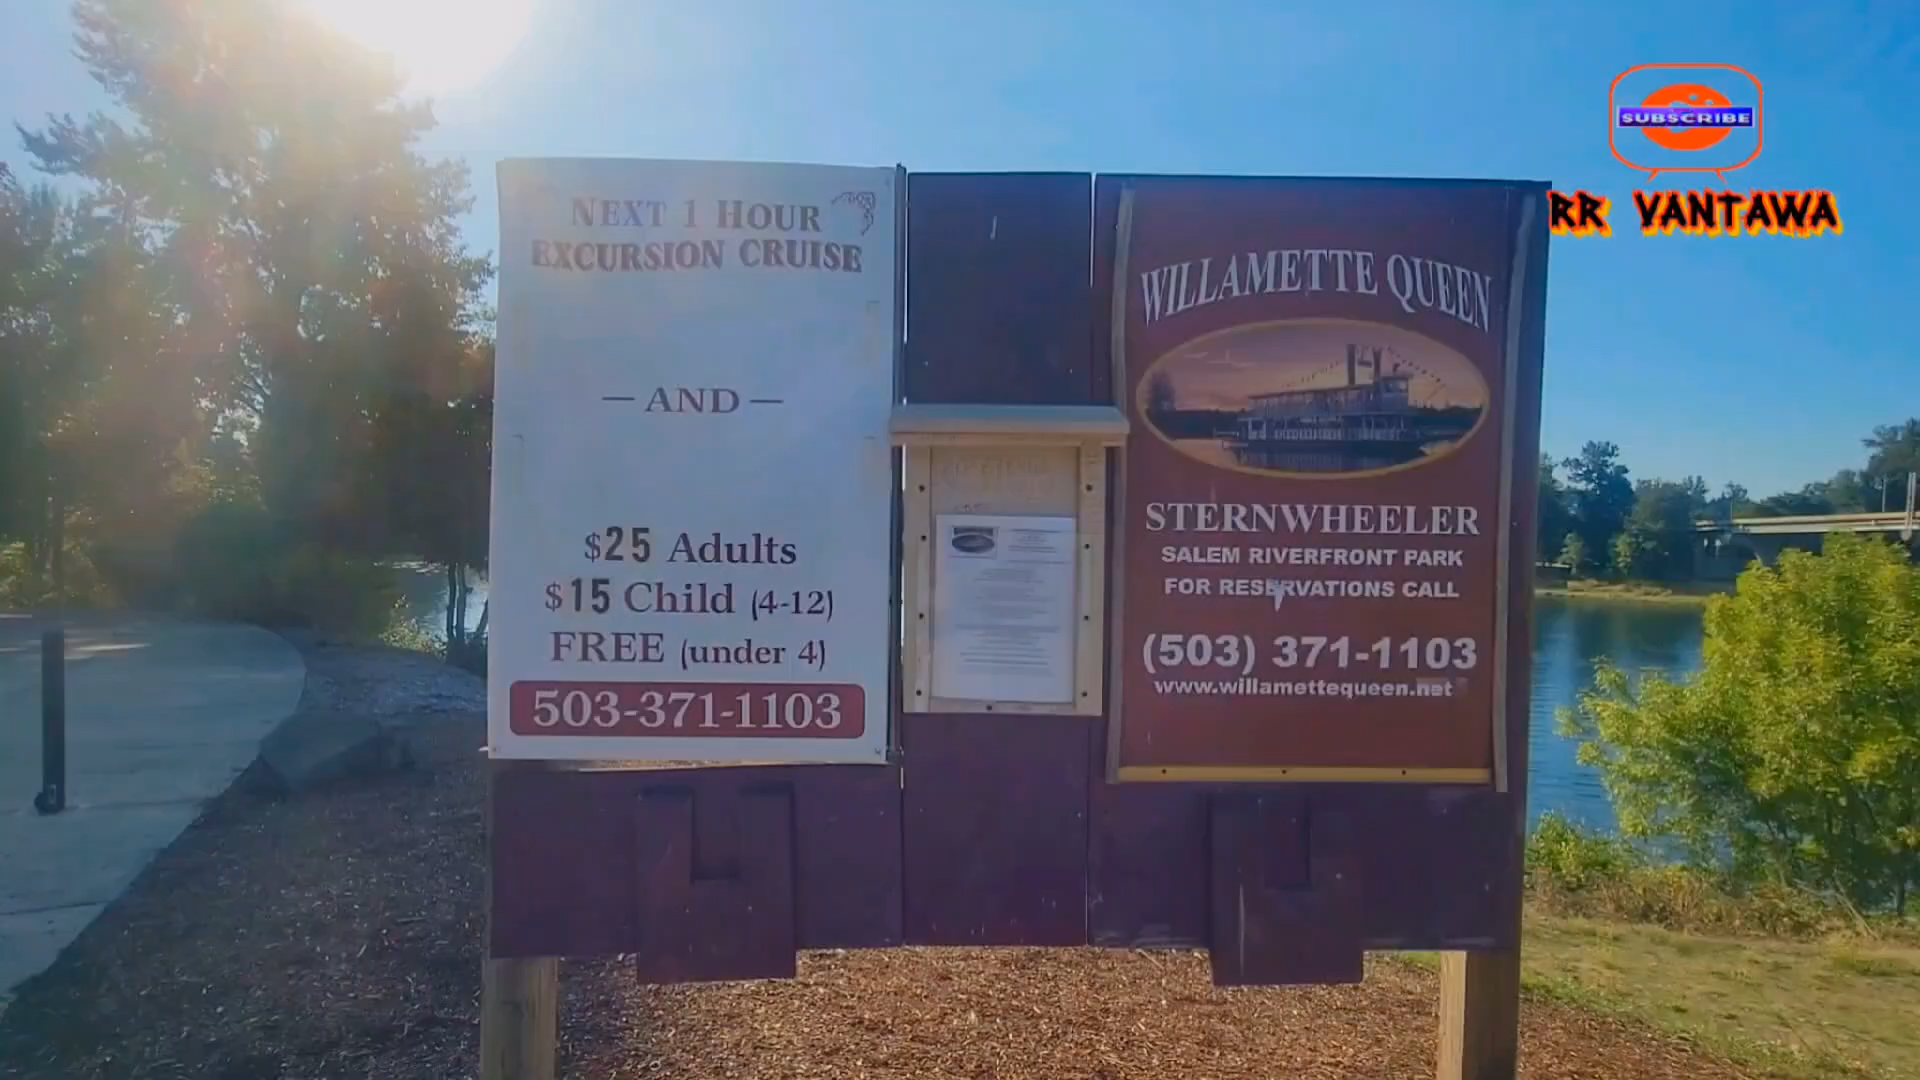 NEXT 1 HOUR
EXCURSION CRUISE
— AND —
$25 Adults
$15 Child (4-12)
FREE (under 4)
503-371-1103
WILLAMETTE QUEEN
STERNWHEELER
SALEM RIVERFRONT PARK
FOR RESERVATIONS CALL
(503) 371-1103
www.willamettequeen.net
SUBSCRIBE
RR VANTAWA